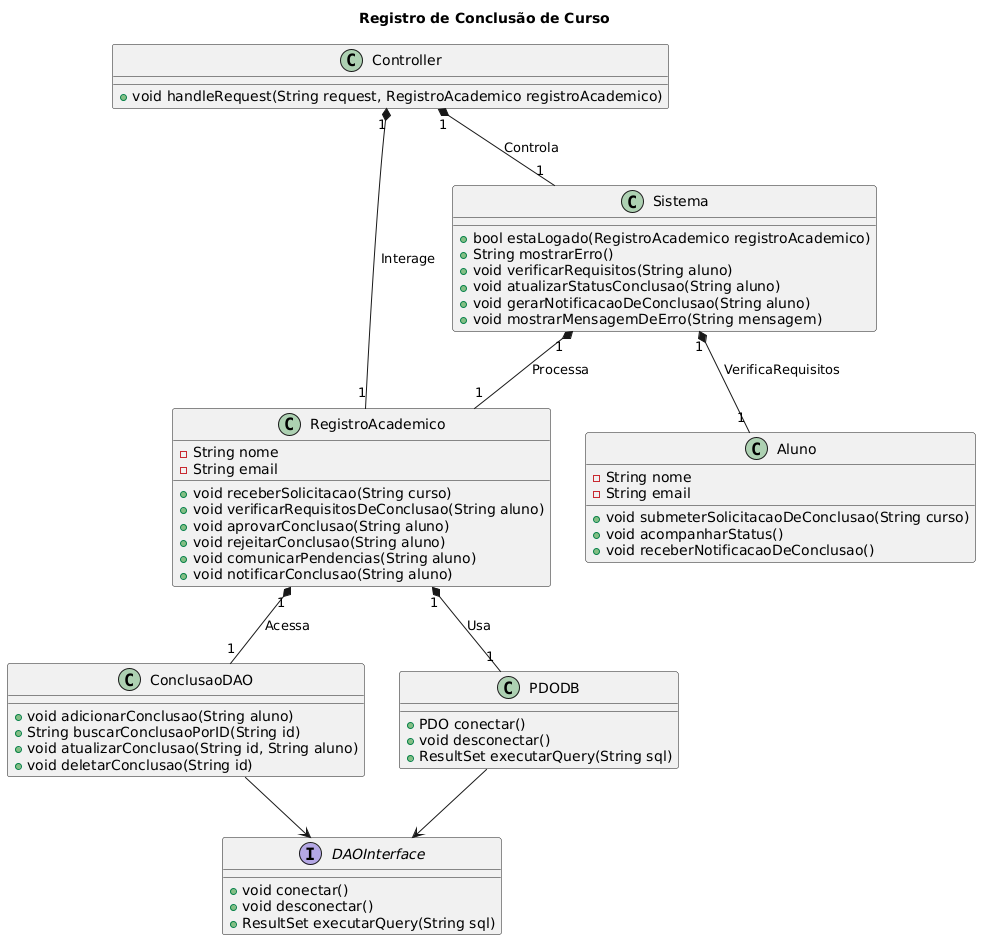 Registro de Conclusão de Curso
C Controller
void handleRequest(String request, RegistroAcademico registroAcademico)
1
1
Controla
1
C Sistema
bool estaLogado(RegistroAcademico registroAcademico)
String mostrarErro()
void verificarRequisitos(String aluno)
void atualizarStatusConclusao(String aluno)
void gerarNotificacaoDeConclusao(String aluno)
void mostrarMensagemDeErro(String mensagem)
Interage
1
1
Processa
VerificaRequisitos
1
1
1
C RegistroAcademico
String nome
String email
void receberSolicitacao(String curso)
void verificarRequisitosDeConclusao(String aluno)
void aprovarConclusao(String aluno)
void rejeitarConclusao(String aluno)
void comunicarPendencias(String aluno)
void notificarConclusao(String aluno)
C Aluno
String nome
String email
void submeterSolicitacaoDeConclusao(String curso)
void acompanharStatus()
void receberNotificacaoDeConclusao()
1
1
Acessa
Usa
1
1
C ConclusaoDAO
void adicionarConclusao(String aluno)
String buscarConclusaoPorID(String id)
void atualizarConclusao(String id, String aluno)
void deletarConclusao(String id)
C PDODB
PDO conectar()
void desconectar()
ResultSet executarQuery(String sql)
I DAOInterface
void conectar()
void desconectar()
ResultSet executarQuery(String sql)